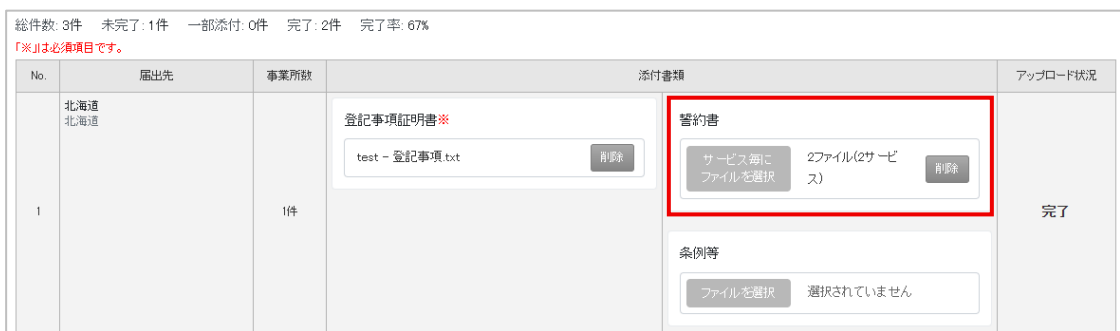 総件数: 3件　未完了: 1件　一部添付: 0件　完了: 2件　完了率: 67%
「※」は必須項目です。
No.　届出先　事業所数　添付書類　アップロード状況
北海道
北海道
登記事項証明書※
test - 登記事項.txt　削除
誓約書
サービス毎に
ファイルを選択
2ファイル(2サービ
ス)
削除
1　1件　完了
条例等
ファイルを選択　選択されていません